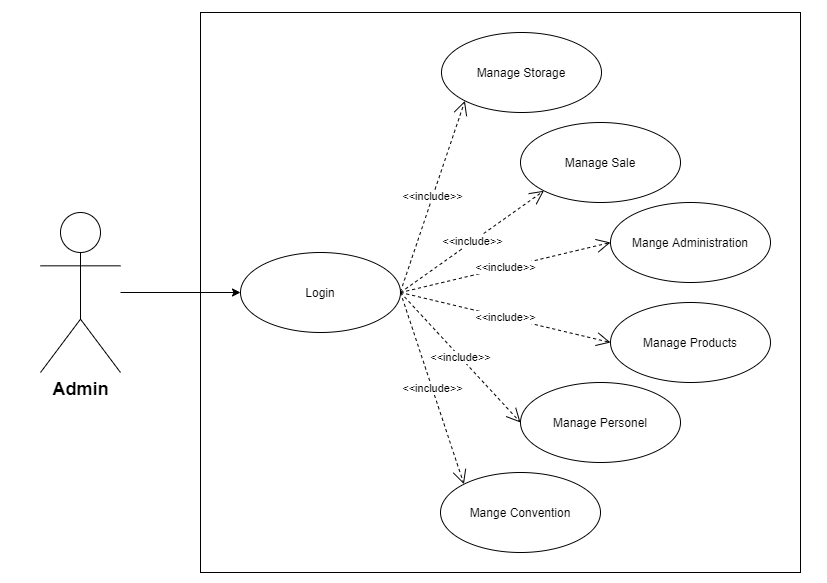 Manage Storage
Manage Sale
<<include>>
<<include>>
Mange Administration
<<include>>
Login
<<include>>
Manage Products
<<include>>
<<include>>
Admin
Manage Personel
Mange Convention